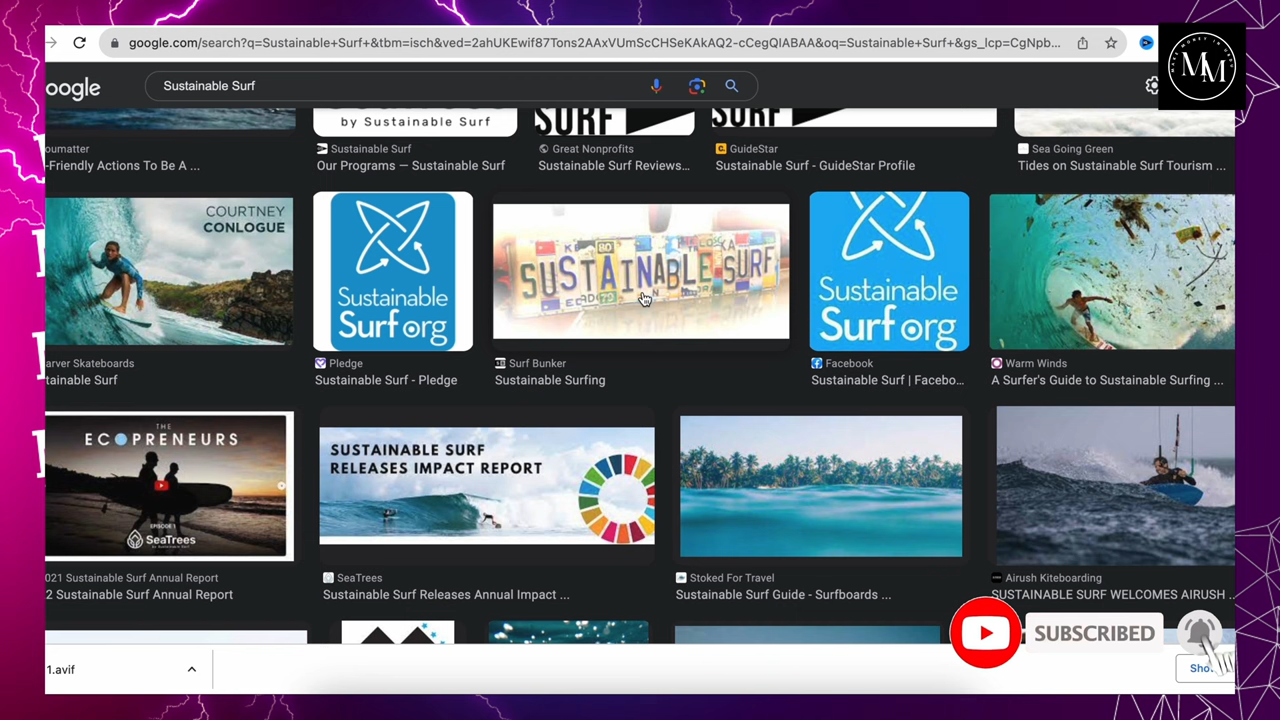 google.com/search?q=Sustainable+Surf+&tbm=isch&ved=2ahUKEwif87Tons2AAxVUmScCHSeKAkAQ2-cCegQIABAA&oq=Sustainable+Surf+&gs_lcp=CgNpb...
MM
oogle
Sustainable Surf
by Sustainable Surf
SURF
SURF
oumatter
-Friendly Actions To Be A ...
Sustainable Surf
Our Programs — Sustainable Surf
Great Nonprofits
Sustainable Surf Reviews...
GuideStar
Sustainable Surf - GuideStar Profile
Sea Going Green
Tides on Sustainable Surf Tourism ...
COURTNEY
CONLOGUE
Sustainable
Surf org
SUSTAINABLE SURF
Sustainable
Surf org
arver Skateboards
tainable Surf
Pledge
Sustainable Surf - Pledge
Surf Bunker
Sustainable Surfing
Facebook
Sustainable Surf | Facebo...
Warm Winds
A Surfer's Guide to Sustainable Surfing ...
THE
ECOPRENEURS
EPISODE 1
SeaTrees
SUSTAINABLE SURF
RELEASES IMPACT REPORT
021 Sustainable Surf Annual Report
2 Sustainable Surf Annual Report
SeaTrees
Sustainable Surf Releases Annual Impact ...
Stoked For Travel
Sustainable Surf Guide - Surfboards ...
Airush Kiteboarding
SUSTAINABLE SURF WELCOMES AIRUSH ...
SUBSCRIBED
1.avif
Sho